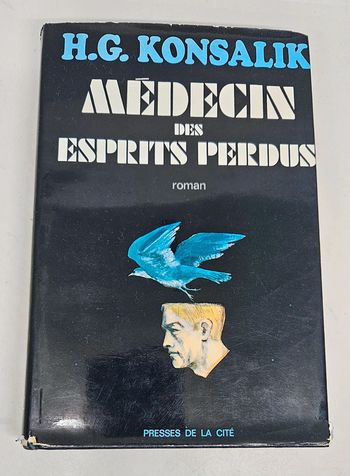 H.G. KONSALIK
MÉDECIN
DES
ESPRITS PERDUS
roman
PRESSES DE LA CITÉ